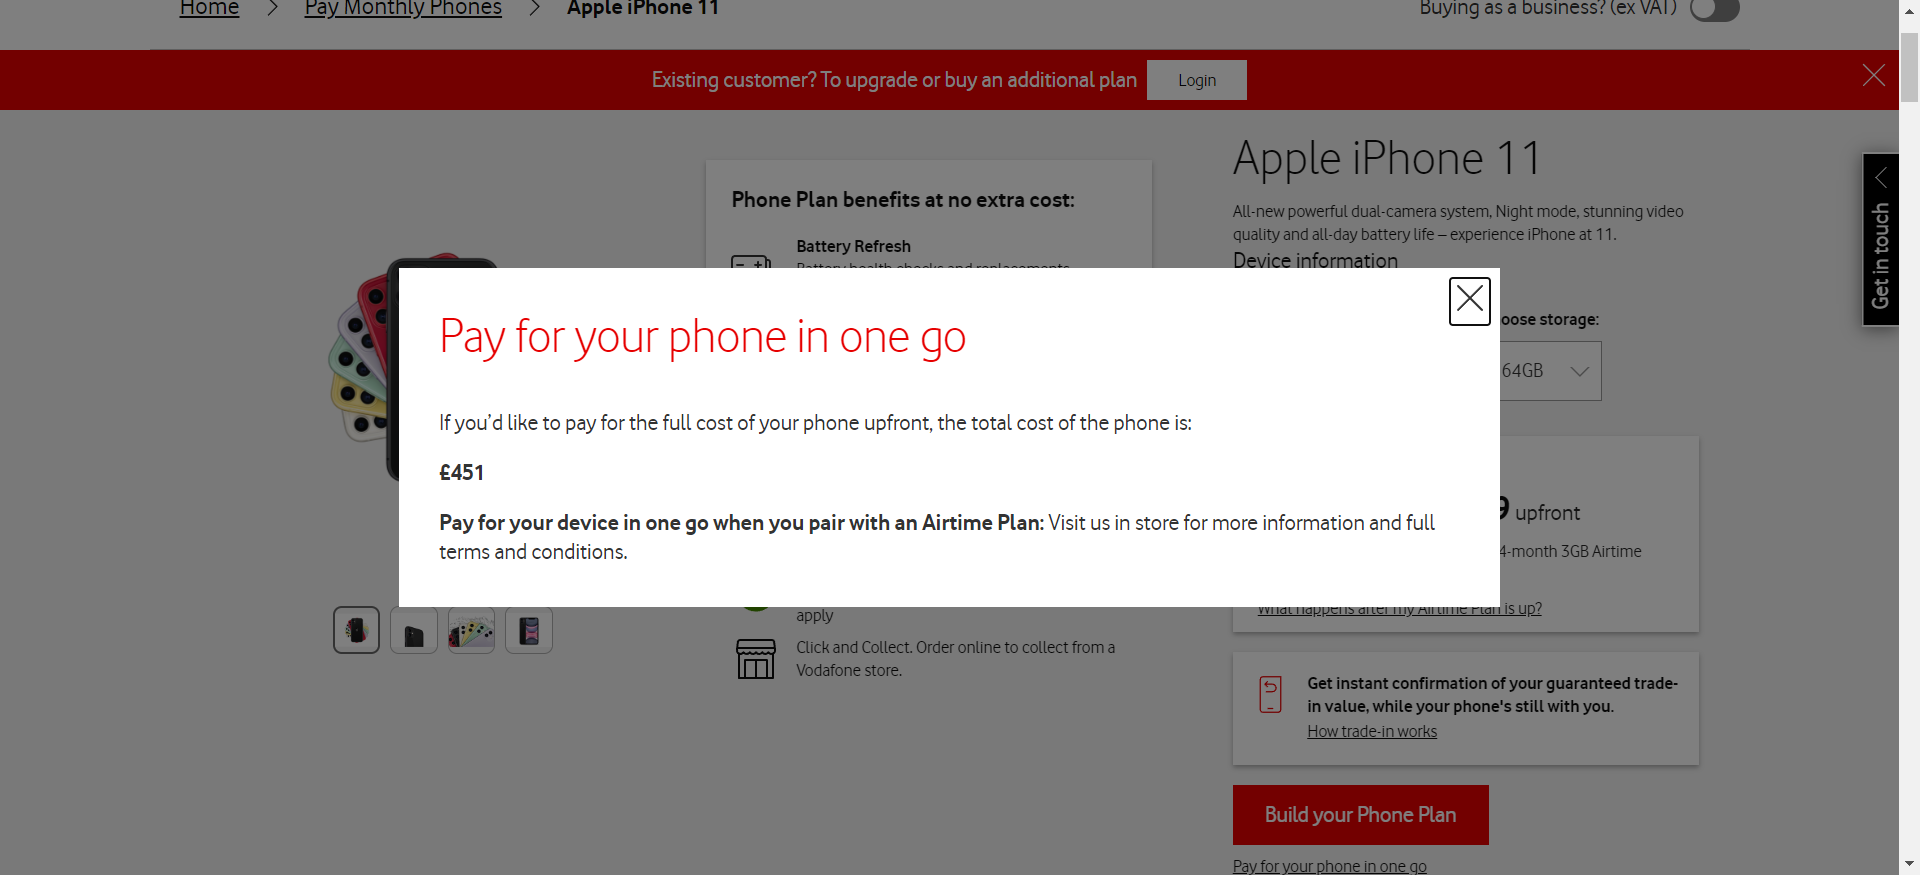 Home
Pay Monthly Phones
Apple iPhone 11
Buying as a business? (ex VAT)
Existing customer? To upgrade or buy an additional plan
Login
Phone Plan benefits at no extra cost:
Battery Refresh
Battery health checks and replacements
Apple iPhone 11
All-new powerful dual-camera system, Night mode, stunning video
quality and all-day battery life – experience iPhone at 11.
Device information
oose storage:
64GB
Get in touch
Pay for your phone in one go
If you’d like to pay for the full cost of your phone upfront, the total cost of the phone is:
£451
Pay for your device in one go when you pair with an Airtime Plan: Visit us in store for more information and full
terms and conditions.
9 upfront
4-month 3GB Airtime
What happens after my Airtime Plan is up?
apply
Click and Collect. Order online to collect from a
Vodafone store.
Get instant confirmation of your guaranteed trade-
in value, while your phone's still with you.
How trade-in works
Build your Phone Plan
Pay for your phone in one go